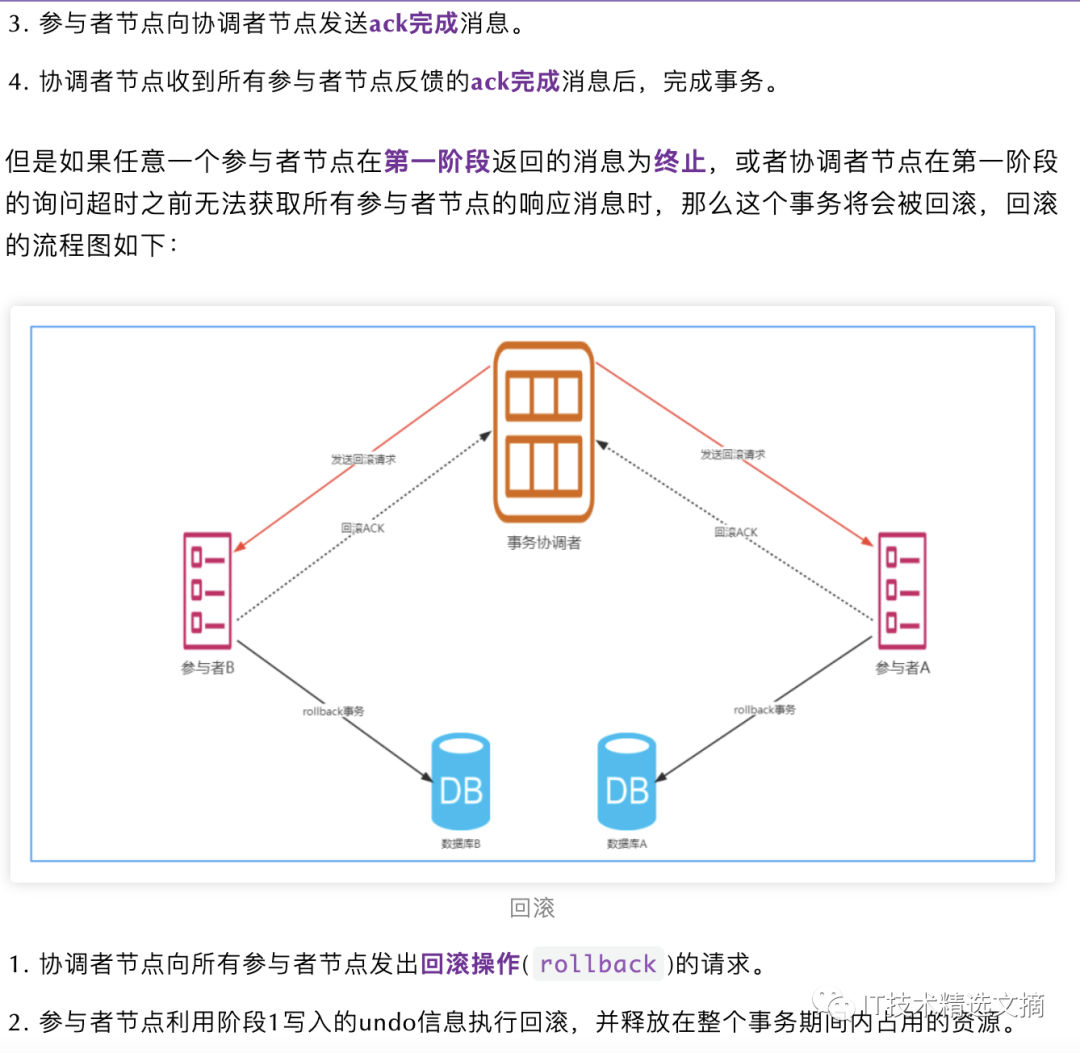 3. 参与者节点向协调者节点发送ack完成消息。
4. 协调者节点收到所有参与者节点反馈的ack完成消息后，完成事务。
但是如果任意一个参与者节点在第一阶段返回的消息为终止，或者协调者节点在第一阶段
的询问超时之前无法获取所有参与者节点的响应消息时，那么这个事务将会被回滚，回滚
的流程图如下：
发送回滚请求
发送回滚请求
回滚ACK
回滚ACK
事务协调者
参与者B
参与者A
rollback事务
rollback事务
DB
DB
数据库B
数据库A
回滚
1. 协调者节点向所有参与者节点发出回滚操作(rollback)的请求。
2. 参与者节点利用阶段1写入的undo信息执行回滚，并释放在整个事务期间内占用的资源。
IT技术精选文摘